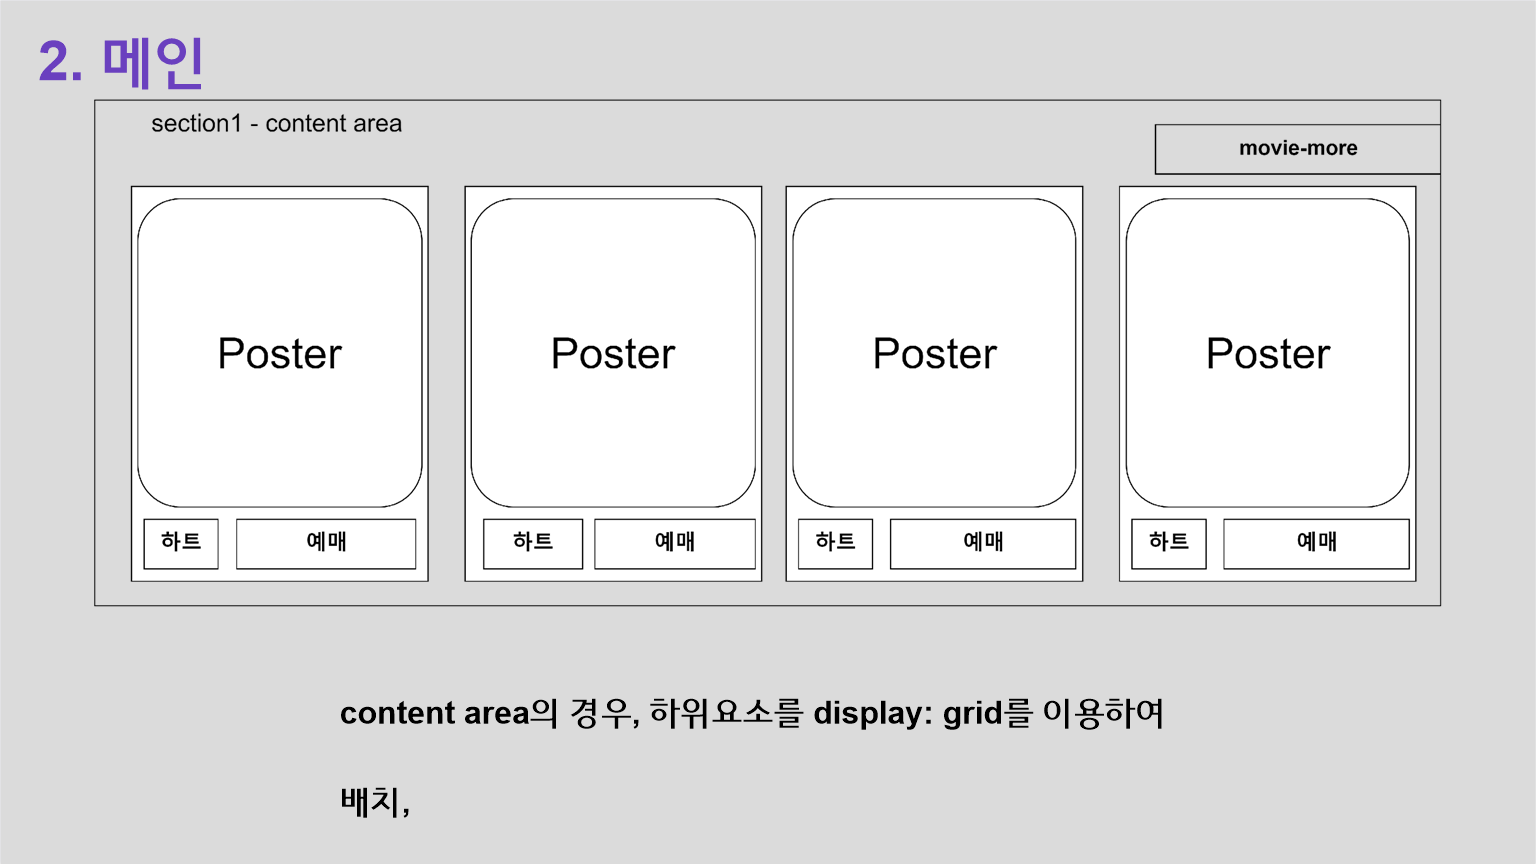 2. 메인
section1 - content area
movie-more
Poster
Poster
Poster
Poster
하트
예매
하트
예매
하트
예매
하트
예매
content area의 경우, 하위요소를 display: grid를 이용하여
배치,